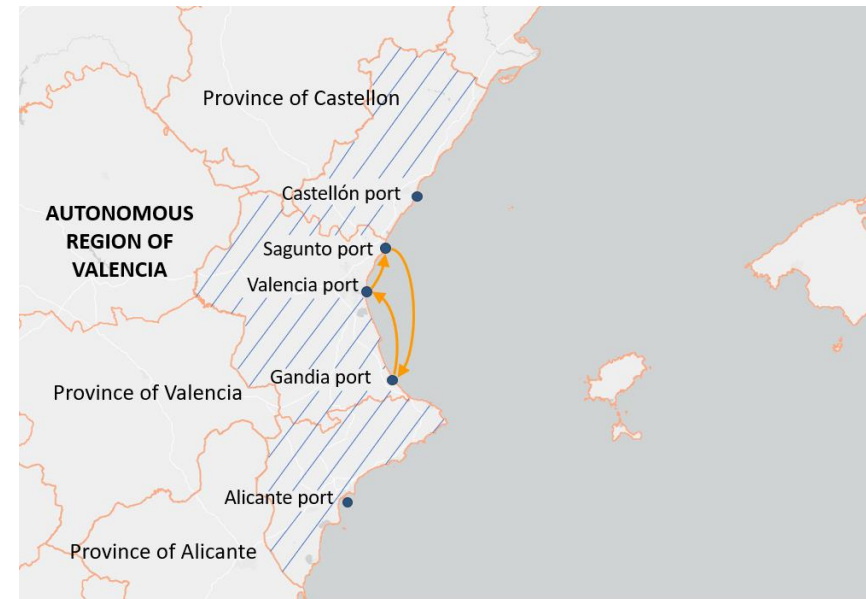 Province of Castellon
Castellón port
AUTONOMOUS
REGION OF
VALENCIA
Sagunto port
Valencia port
Gandia port
Province of Valencia
Alicante port
Province of Alicante